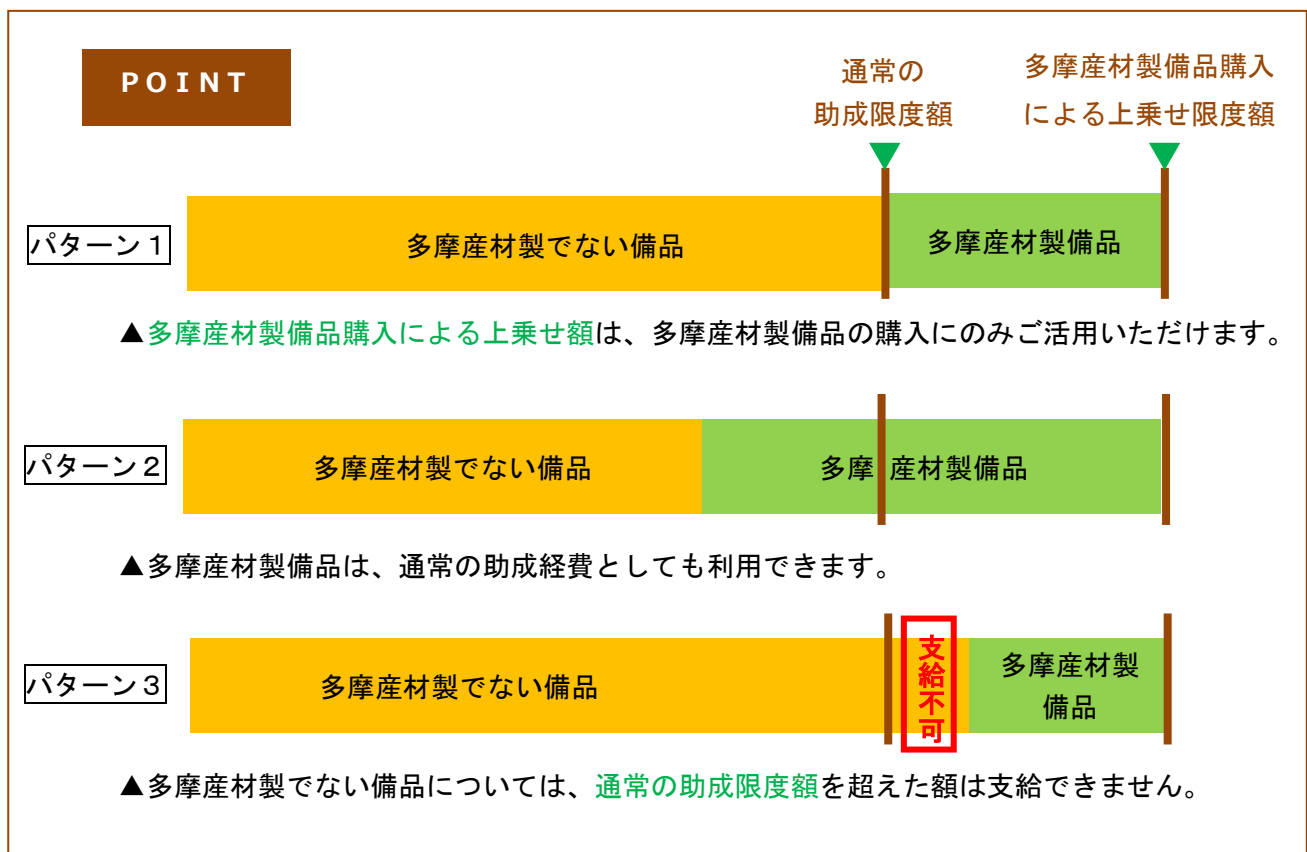 ＰＯＩＮＴ
通常の
助成限度額
多摩産材製備品購入
による上乗せ限度額
パターン１
多摩産材製でない備品
多摩産材製備品
▲多摩産材製備品購入による上乗せ額は、多摩産材製備品の購入にのみご活用いただけます。
パターン２
多摩産材製でない備品
多摩産材製備品
▲多摩産材製備品は、通常の助成経費としても利用できます。
パターン３
多摩産材製でない備品
支給不可
多摩産材製
備品
▲多摩産材製でない備品については、通常の助成限度額を超えた額は支給できません。